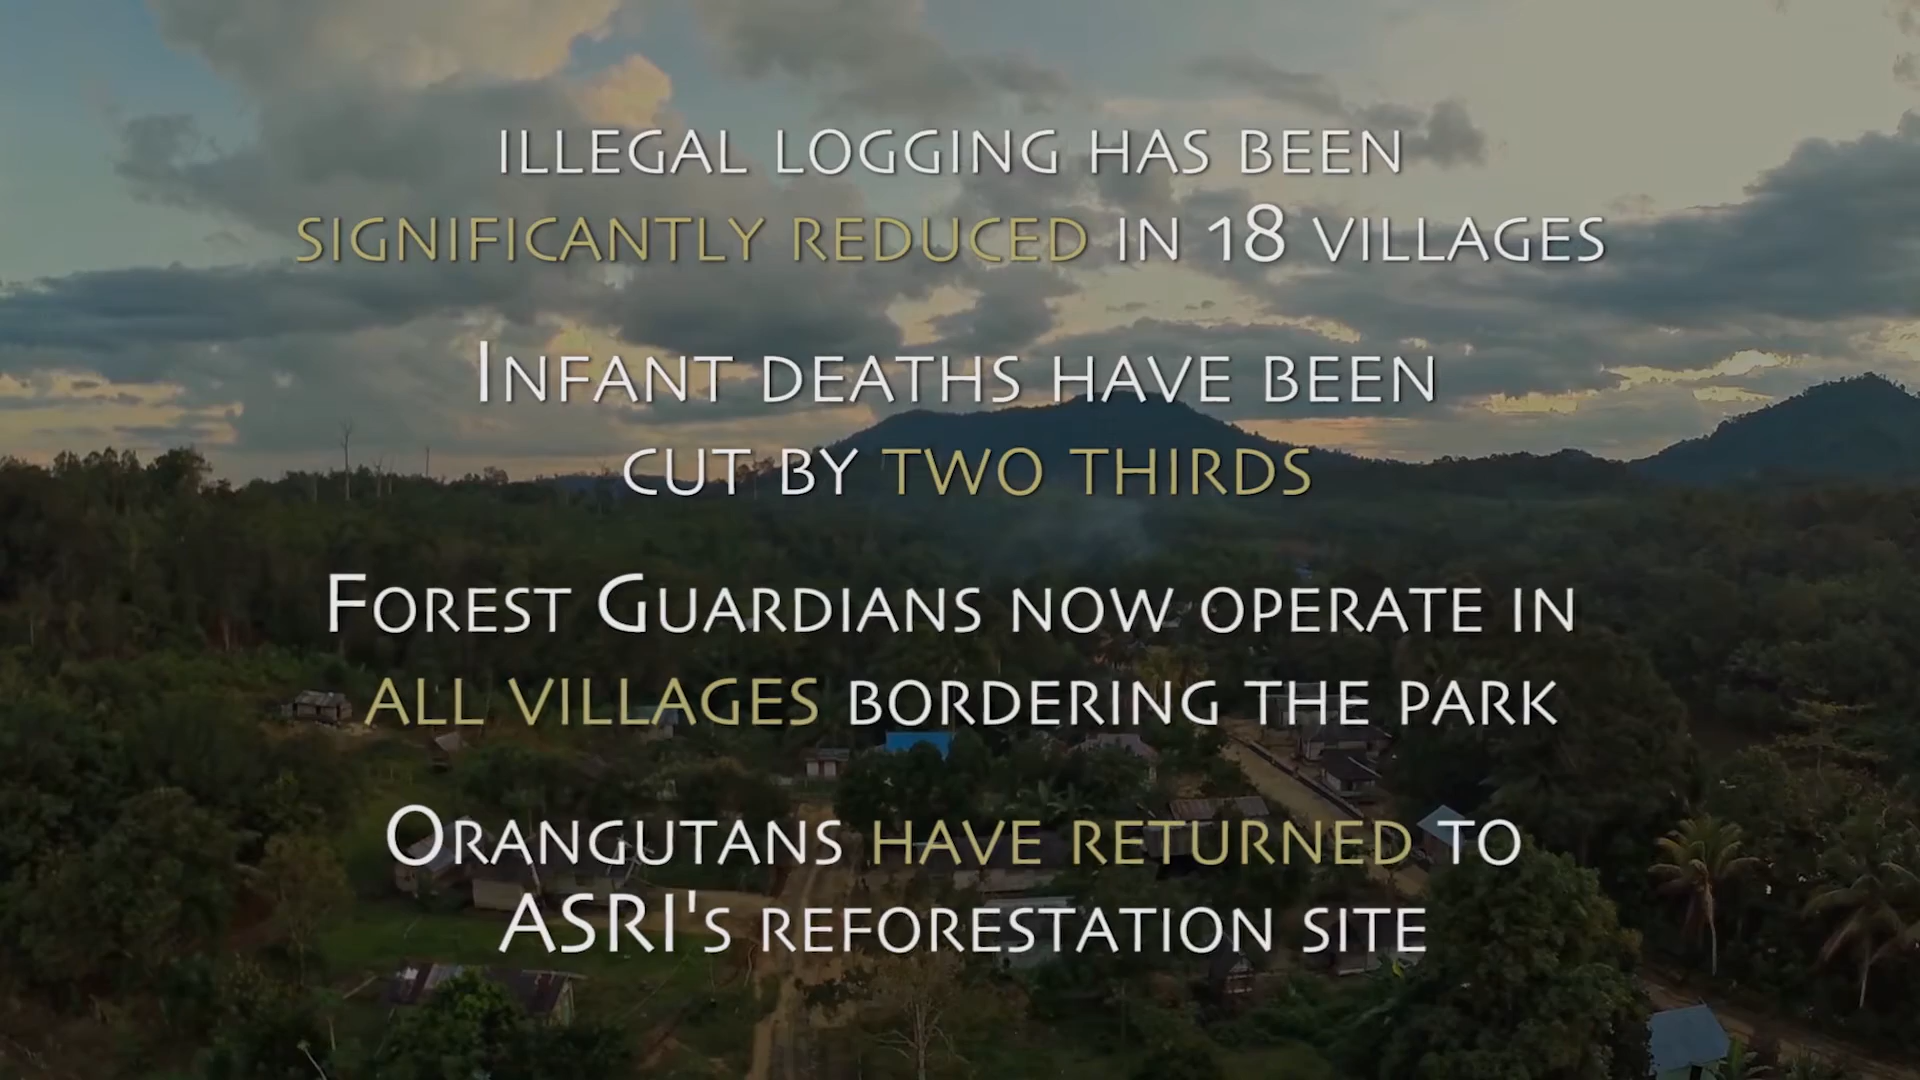 ILLEGAL LOGGING HAS BEEN
SIGNIFICANTLY REDUCED IN 18 VILLAGES
INFANT DEATHS HAVE BEEN
CUT BY TWO THIRDS
FOREST GUARDIANS NOW OPERATE IN
ALL VILLAGES BORDERING THE PARK
ORANGUTANS HAVE RETURNED TO
ASRI'S REFORESTATION SITE